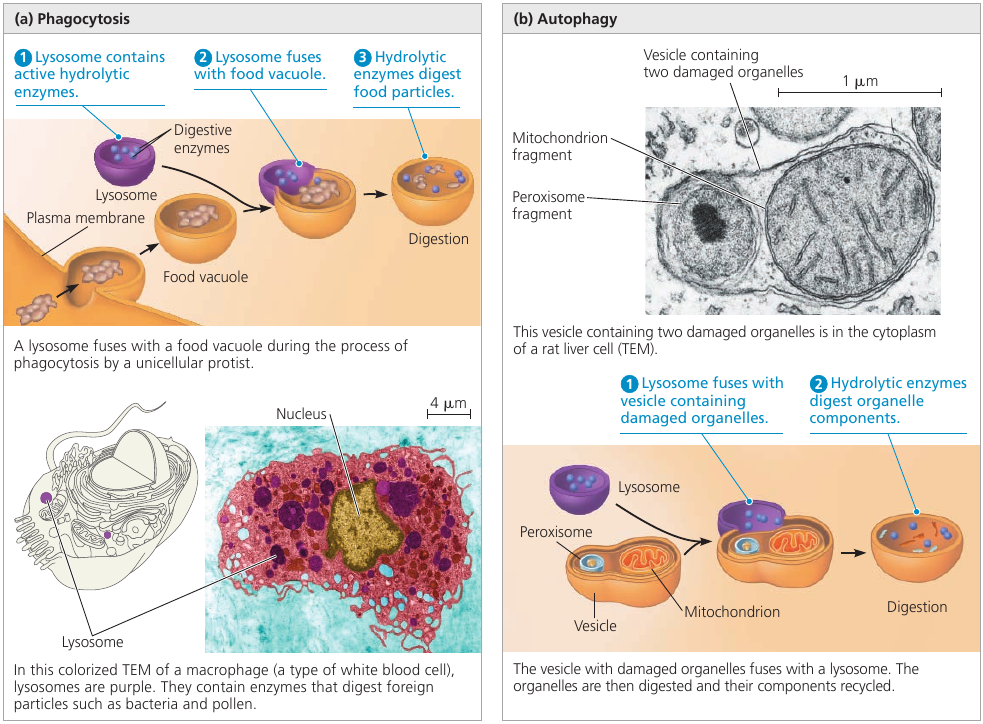 (a) Phagocytosis
1 Lysosome contains
active hydrolytic
enzymes.
2 Lysosome fuses
with food vacuole.
3 Hydrolytic
enzymes digest
food particles.
Digestive
enzymes
Lysosome
Plasma membrane
Food vacuole
Digestion
A lysosome fuses with a food vacuole during the process of
phagocytosis by a unicellular protist.
4 μm
Nucleus
Lysosome
In this colorized TEM of a macrophage (a type of white blood cell),
lysosomes are purple. They contain enzymes that digest foreign
particles such as bacteria and pollen.
(b) Autophagy
Vesicle containing
two damaged organelles
1 μm
Mitochondrion
fragment
Peroxisome
fragment
This vesicle containing two damaged organelles is in the cytoplasm
of a rat liver cell (TEM).
1 Lysosome fuses with
vesicle containing
damaged organelles.
2 Hydrolytic enzymes
digest organelle
components.
Lysosome
Peroxisome
Mitochondrion
Vesicle
Digestion
The vesicle with damaged organelles fuses with a lysosome. The
organelles are then digested and their components recycled.